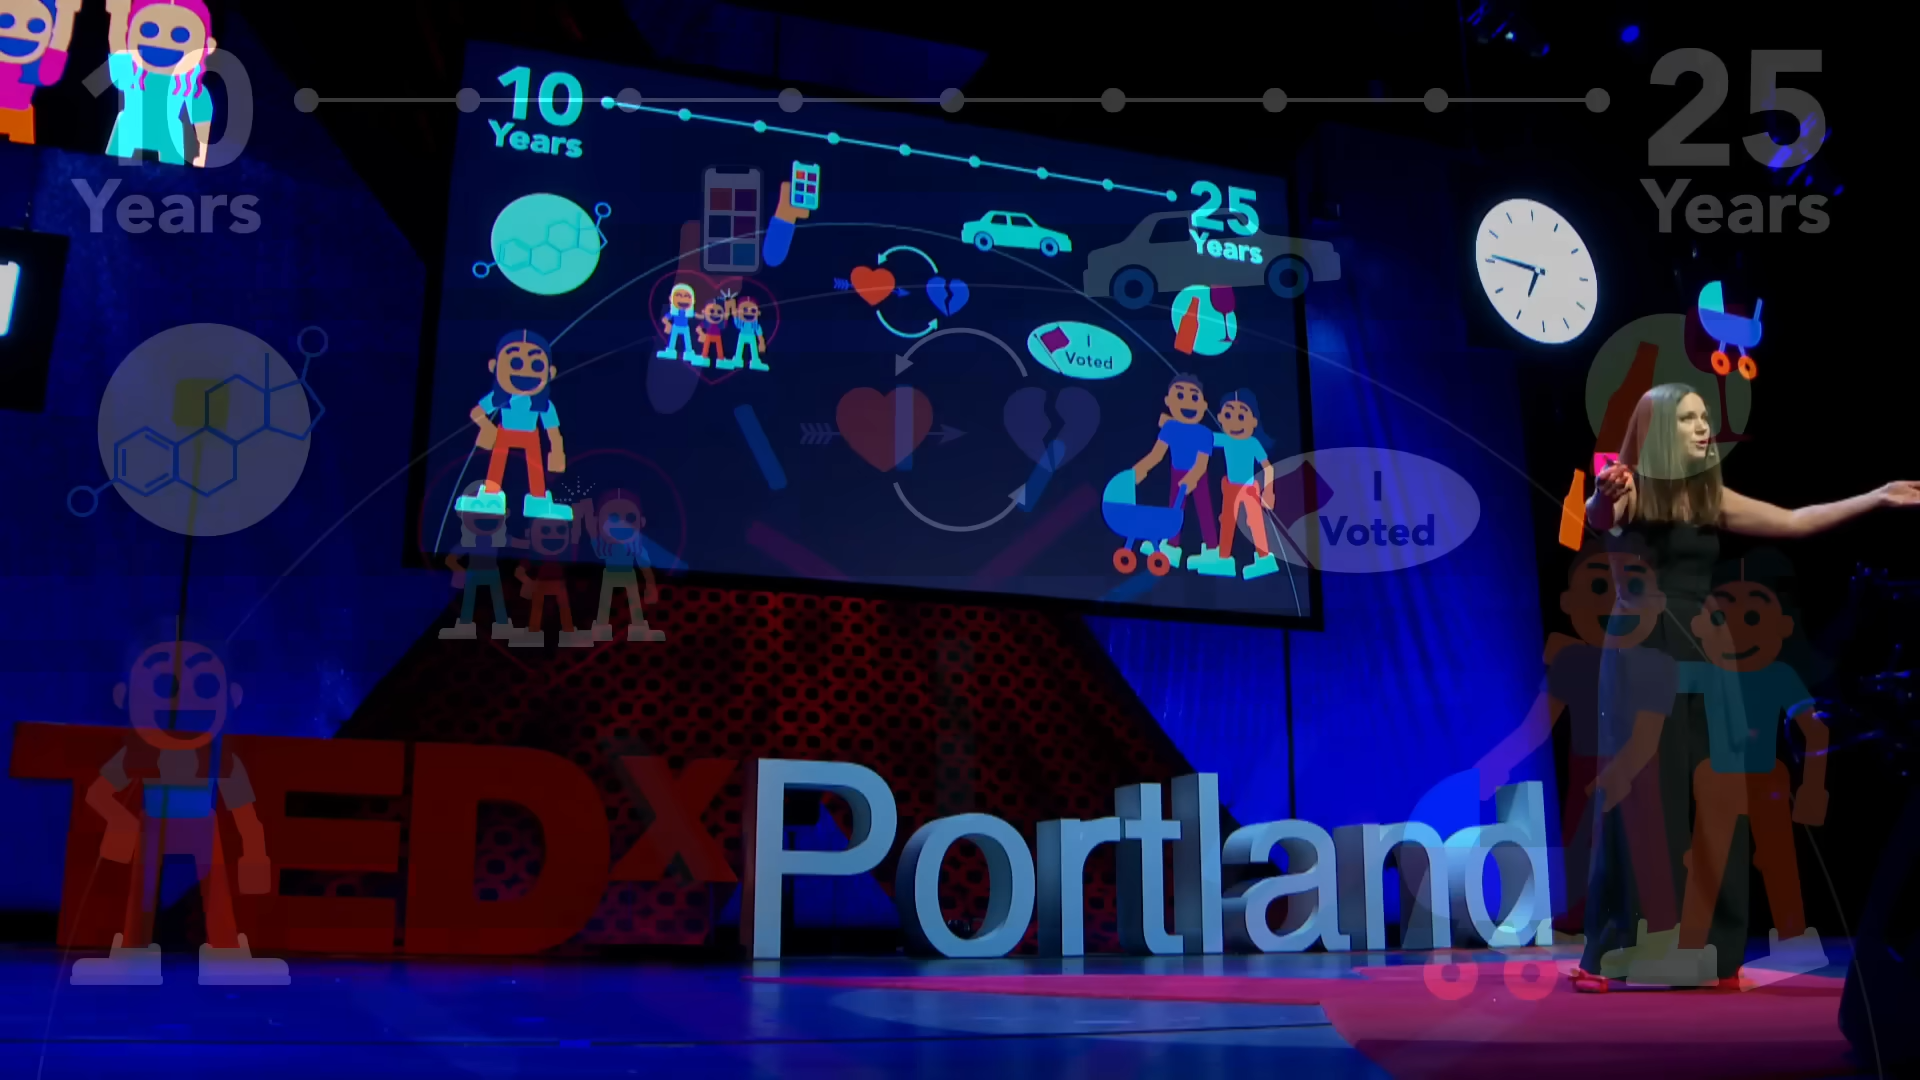 10
Years
25
Years
10
Years
25
Years
I
Voted
I
Voted
TEDx
Portland